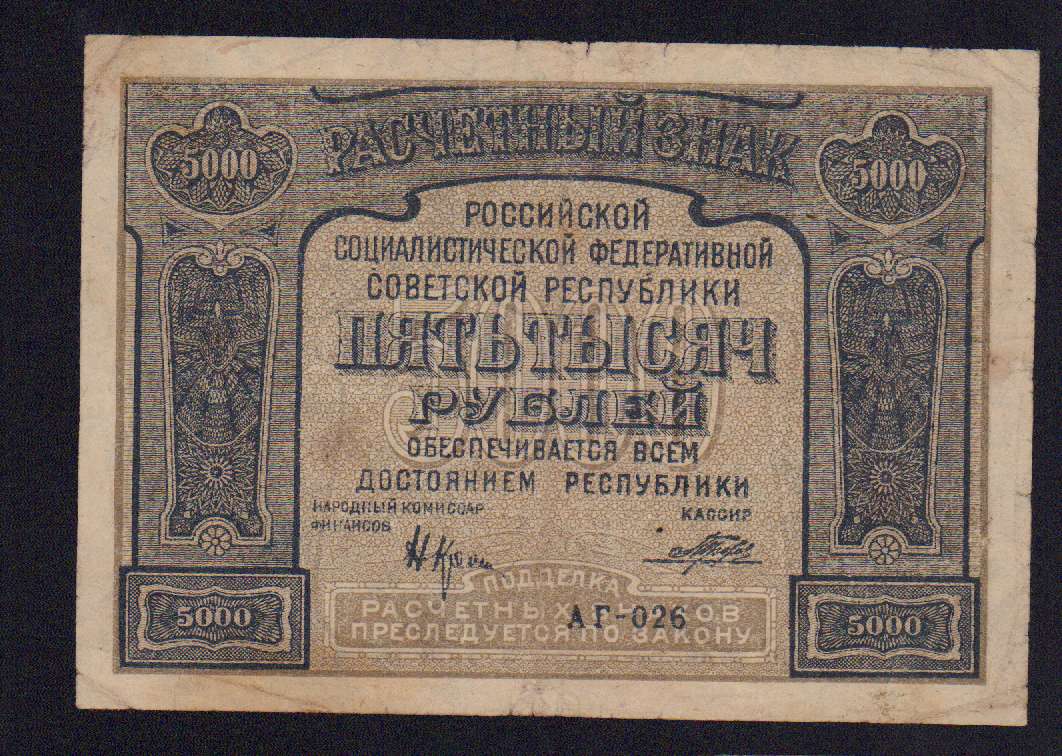 РАСЧЕТНЫЙ ЗНАК
5000 5000
РОССИЙСКОЙ
СОЦИАЛИСТИЧЕСКОЙ ФЕДЕРАТИВНОЙ
СОВЕТСКОЙ РЕСПУБЛИКИ
5000
ПЯТЬ ТЫСЯЧ
РУБЛЕЙ
ОБЕСПЕЧИВАЕТСЯ ВСЕМ
ДОСТОЯНИЕМ РЕСПУБЛИКИ
НАРОДНЫЙ КОМИССАР
ФИНАНСОВ
КАССИР
ПОДДЕЛКА
РАСЧЕТНЫХ ЗНАКОВ
ПРЕСЛЕДУЕТСЯ ПО ЗАКОНУ
АГ-026
5000 5000